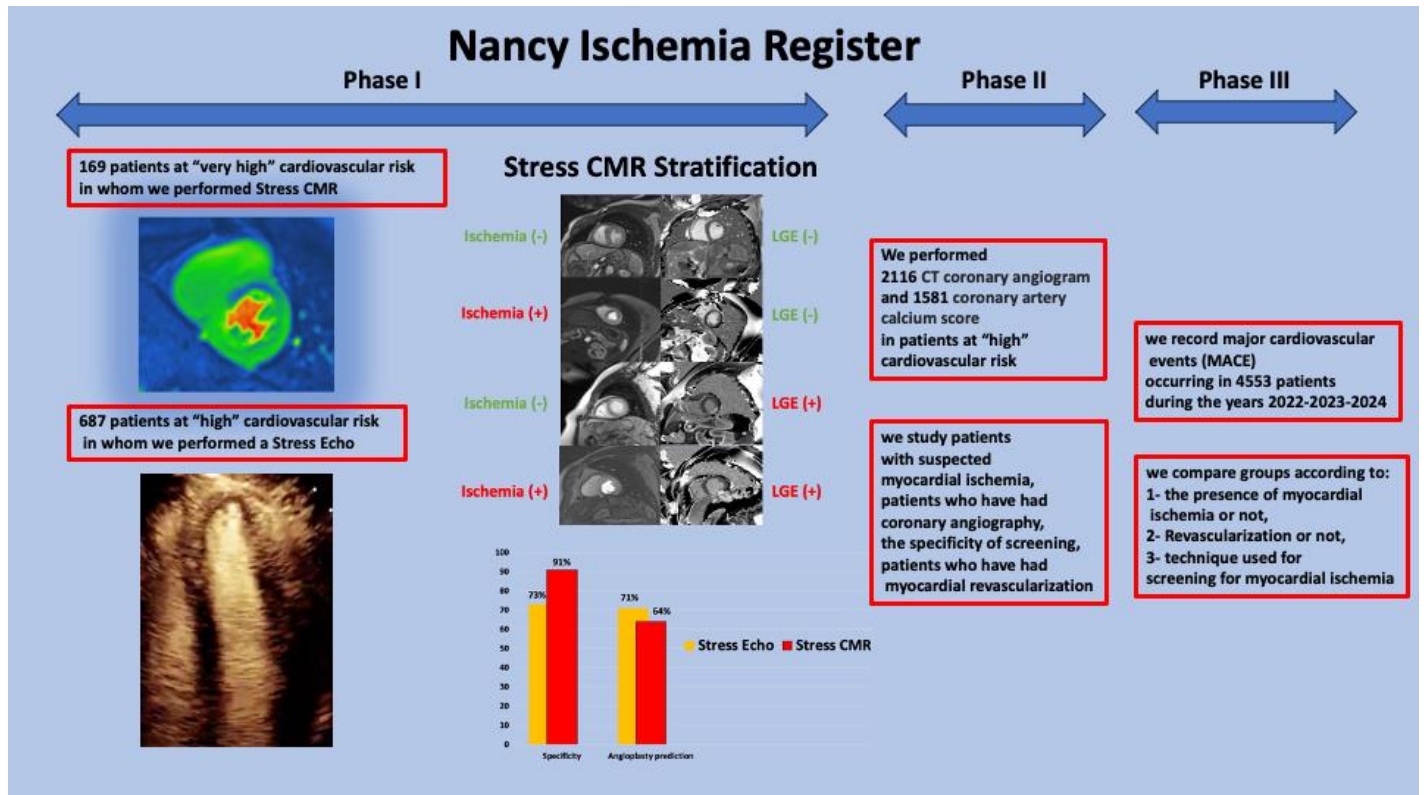 Nancy Ischemia Register
Phase I
Phase II
Phase III
169 patients at “very high” cardiovascular risk
in whom we performed Stress CMR
687 patients at “high” cardiovascular risk
in whom we performed a Stress Echo
Stress CMR Stratification
Ischemia (-)
LGE (-)
Ischemia (+)
LGE (-)
Ischemia (-)
LGE (+)
Ischemia (+)
LGE (+)
100
90
80
70
60
50
40
30
20
10
0
73%
91%
71%
64%
Specificity
Angioplasty prediction
Stress Echo
Stress CMR
We performed
2116 CT coronary angiogram
and 1581 coronary artery
calcium score
in patients at “high”
cardiovascular risk
we study patients
with suspected
myocardial ischemia,
patients who have had
coronary angiography,
the specificity of screening,
patients who have had
myocardial revascularization
we record major cardiovascular
events (MACE)
occurring in 4553 patients
during the years 2022-2023-2024
we compare groups according to:
1- the presence of myocardial
ischemia or not,
2- Revascularization or not,
3- technique used for
screening for myocardial ischemia